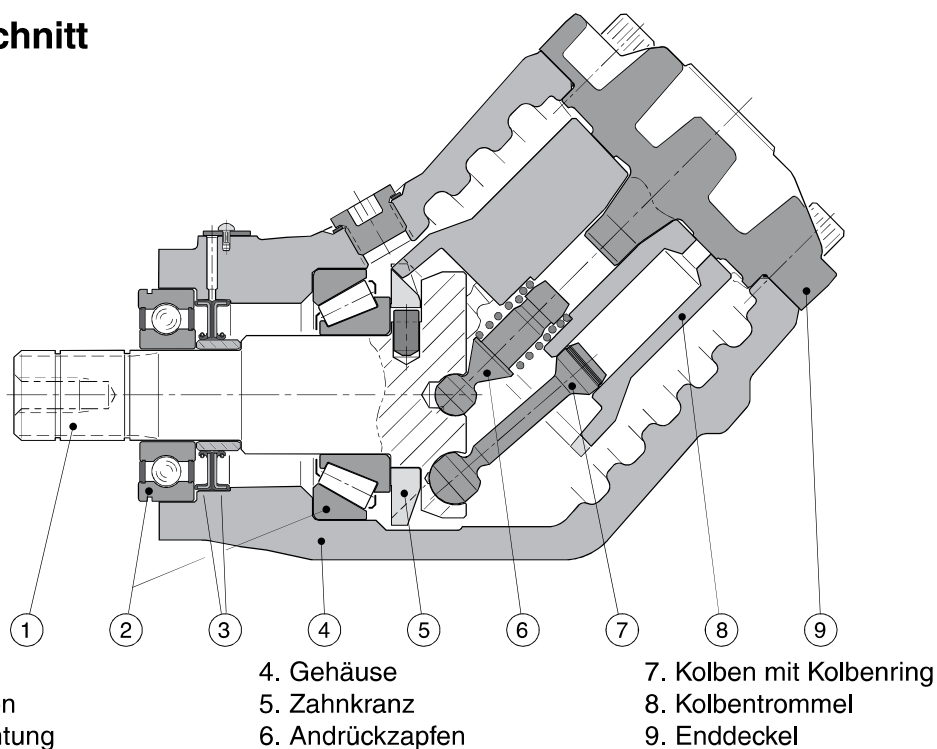 chnitt
1 2 3 4 5 6 7 8 9
4. Gehäuse
7. Kolben mit Kolbenring
n
5. Zahnkranz
8. Kolbentrommel
htung
6. Andrückzapfen
9. Enddeckel